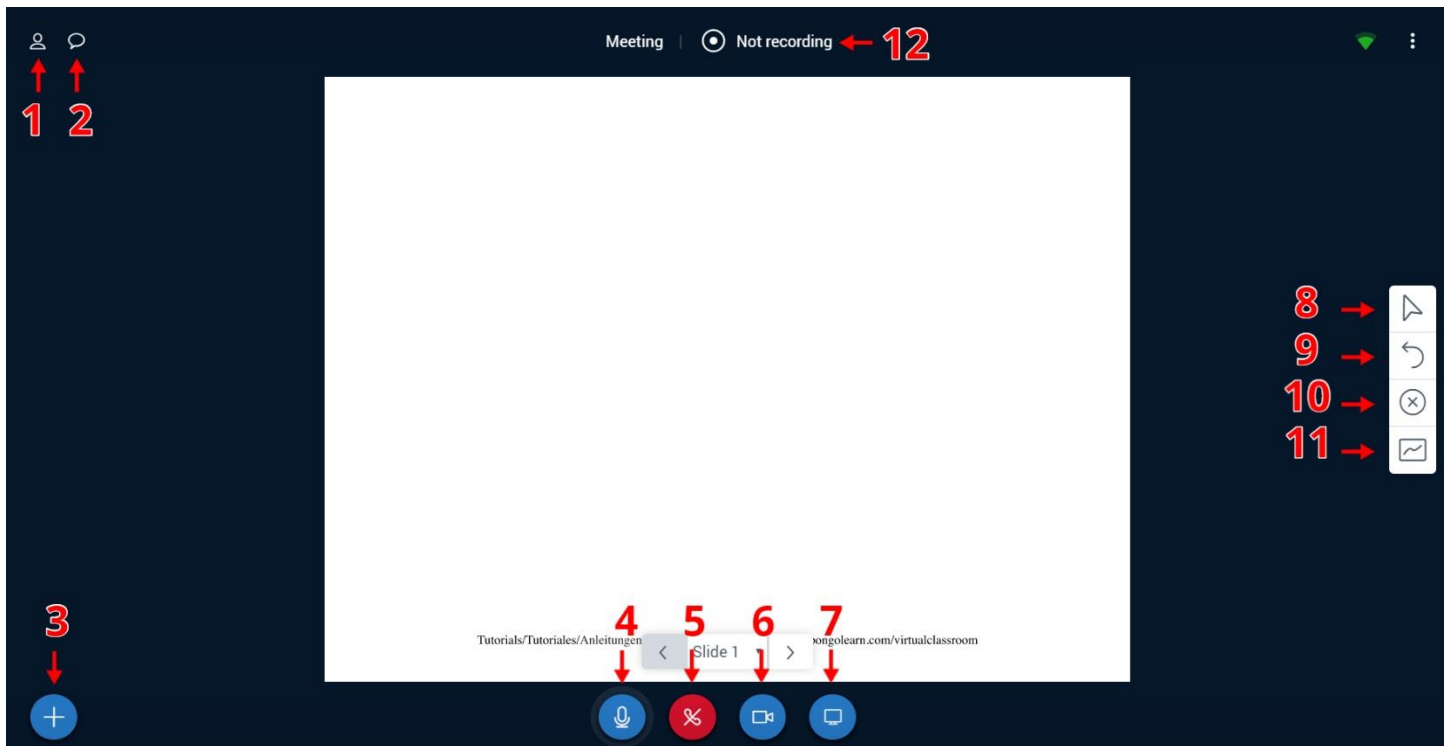 Meeting | Not recording 12
1 2
8
9
10
11
3 4 5 6 7
Tutorials/Tutoriales/Anleitungen
ongolearn.com/virtualclassroom
Slide 1